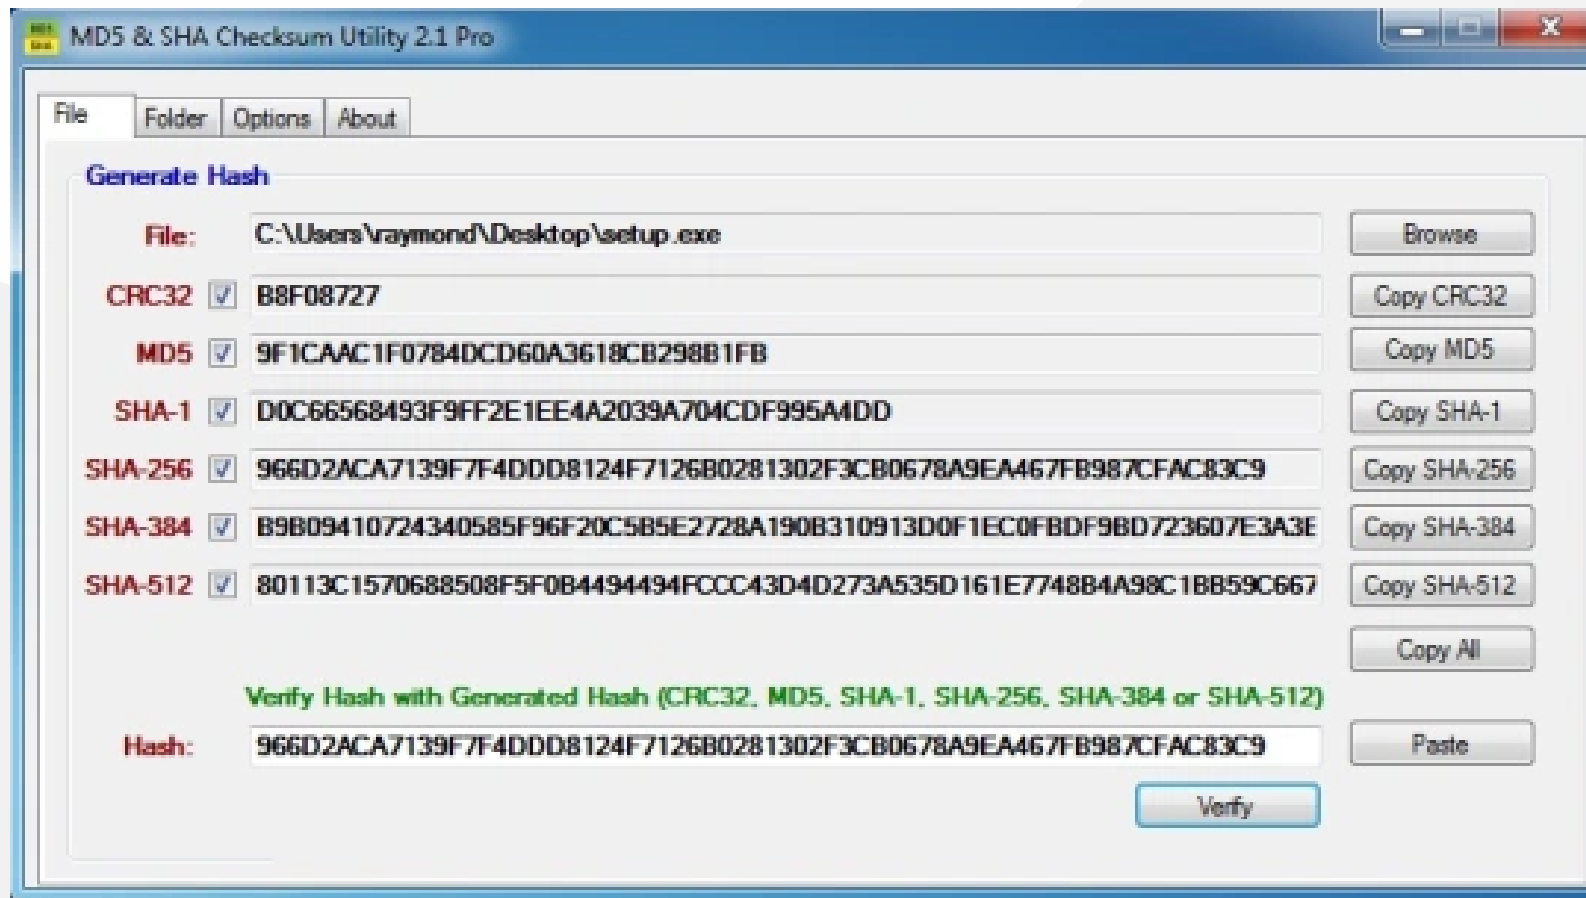 MD5 & SHA Checksum Utility 2.1 Pro
File Folder Options About
Generate Hash
File: C:\Users\raymond\Desktop\setup.exe Browse
CRC32 B8F08727 Copy CRC32
MD5 9F1CAAC1F0784DCD60A3618CB298B1FB Copy MD5
SHA-1 D0C66568493F9FF2E1EE4A2039A704CDF995A4DD Copy SHA-1
SHA-256 966D2ACA7139F7F4DDD8124F7126B0281302F3CB0678A9EA467FB987CFAC83C9 Copy SHA-256
SHA-384 B9B09410724340585F96F20C5B5E2728A190B310913D0F1EC0FBDF9BD723607E3A3E Copy SHA-384
SHA-512 80113C1570688508F5F0B4494494FCCC43D4D273A535D161E7748B4A98C1BB59C667 Copy SHA-512
Copy All
Verify Hash with Generated Hash (CRC32, MD5, SHA-1, SHA-256, SHA-384 or SHA-512)
Hash: 966D2ACA7139F7F4DDD8124F7126B0281302F3CB0678A9EA467FB987CFAC83C9 Paste
Verify